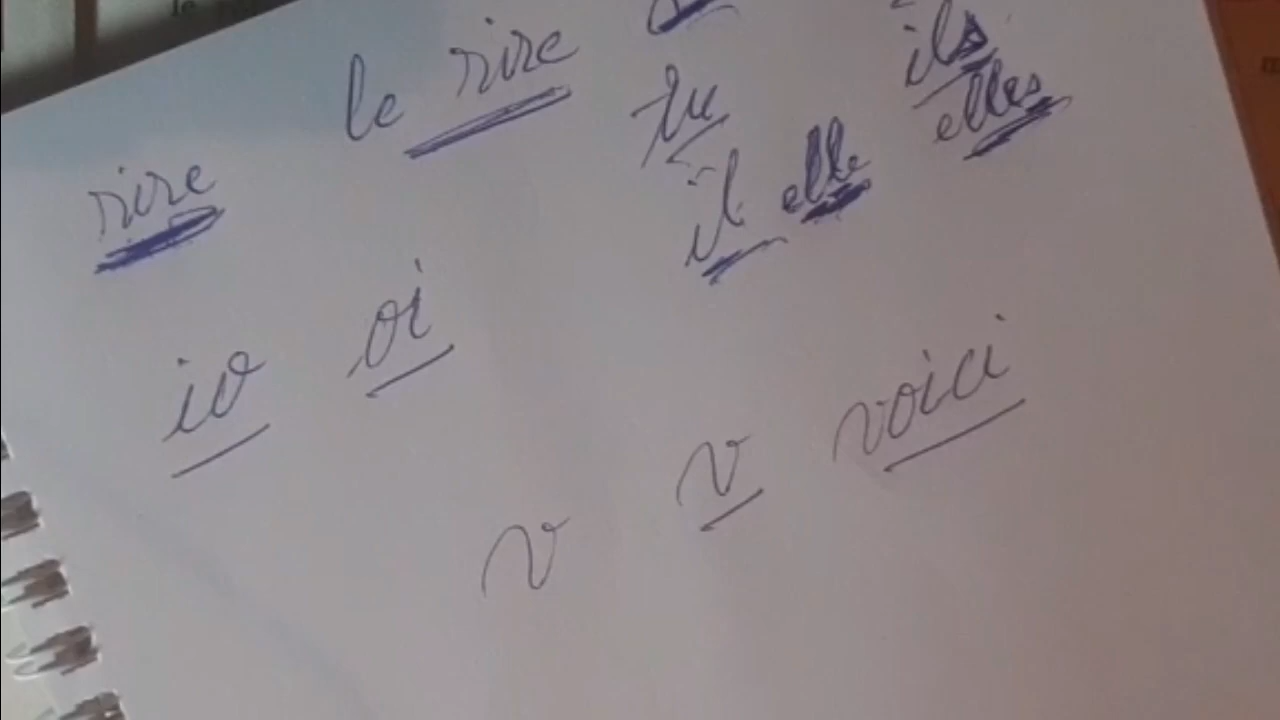 le rire
tu
ils
elles
rire
il elle
io oi
v v voici